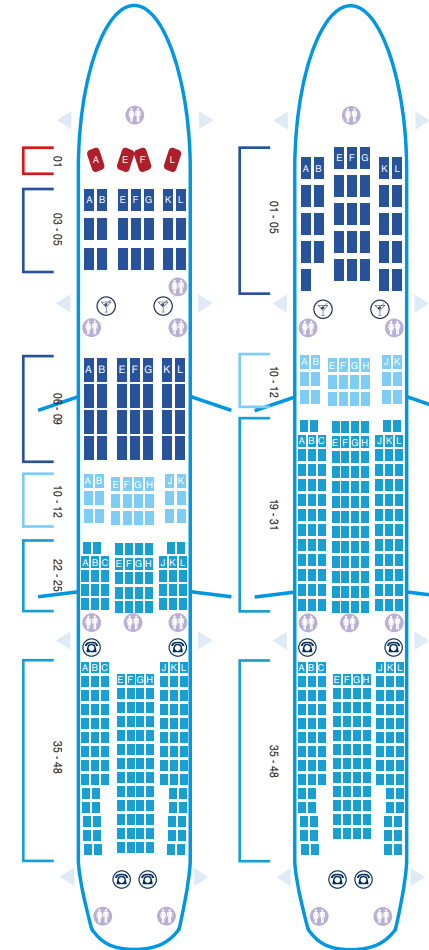 01
A E F L
03 - 05
A B E F G K L
06 - 09
A B E F G K L
10 - 12
A B E F G H J K
22 - 25
A B C E F G H J K L
35 - 48
A B C E F G H J K L
01 - 05
A B E F G K L
10 - 12
A B E F G H J K
19 - 31
A B C E F G H J K L
35 - 48
A B C E F G H J K L